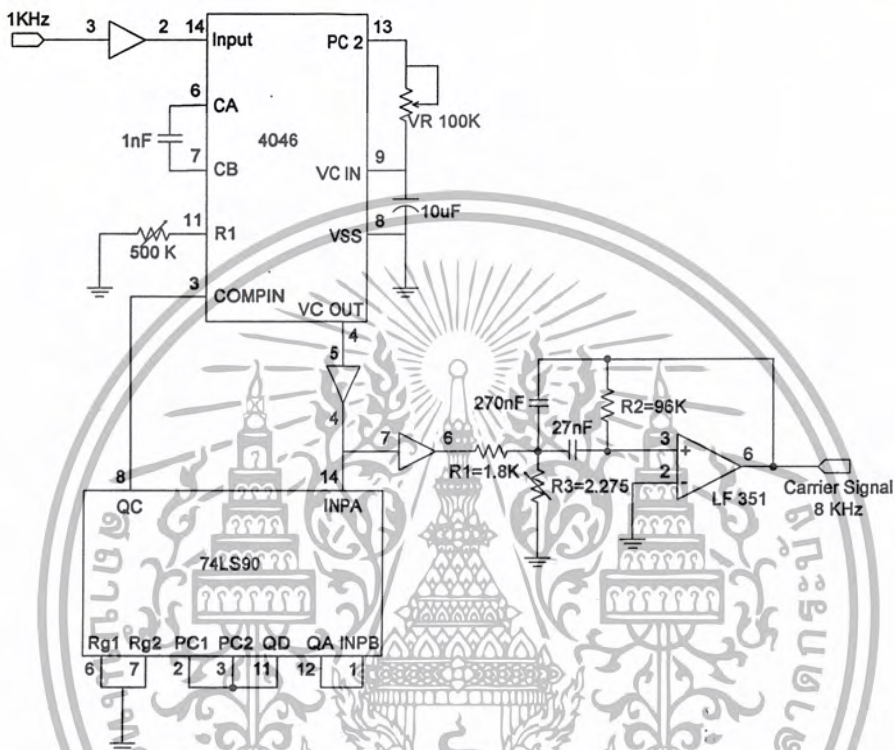 1KHz
3
2
14
Input
PC 2
13
6
CA
VR 100K
1nF
4046
7
CB
VC IN
9
10uF
11
R1
VSS
8
500 K
3
COMPIN
VC OUT
4
5
4
270nF
R2=96K
27nF
7
6
3
+
6
8
14
R1=1.8K
2
-
QC
INPA
R3=2.275
LF 351
Carrier Signal
8 KHz
74LS90
Rg1
Rg2
PC1
PC2
QD
QA
INPB
6
7
2
3
11
12
1